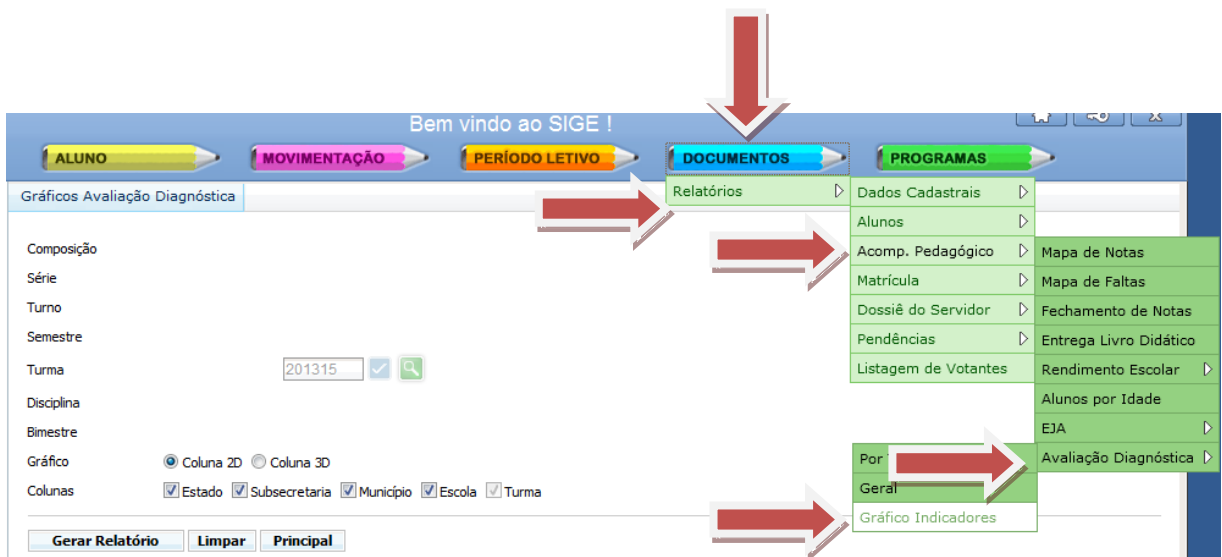 Bem vindo ao SIGE !
ALUNO MOVIMENTAÇÃO PERÍODO LETIVO DOCUMENTOS PROGRAMAS
Gráficos Avaliação Diagnóstica
Relatórios
Dados Cadastrais
Alunos
Acomp. Pedagógico
Matrícula
Dossiê do Servidor
Pendências
Listagem de Votantes
Mapa de Notas
Mapa de Faltas
Fechamento de Notas
Entrega Livro Didático
Rendimento Escolar
Alunos por Idade
EJA
Avaliação Diagnóstica
Por
Geral
Gráfico Indicadores
Composição
Série
Turno
Semestre
Turma 201315
Disciplina
Bimestre
Gráfico Coluna 2D Coluna 3D
Colunas Estado Subsecretaria Município Escola Turma
Gerar Relatório Limpar Principal